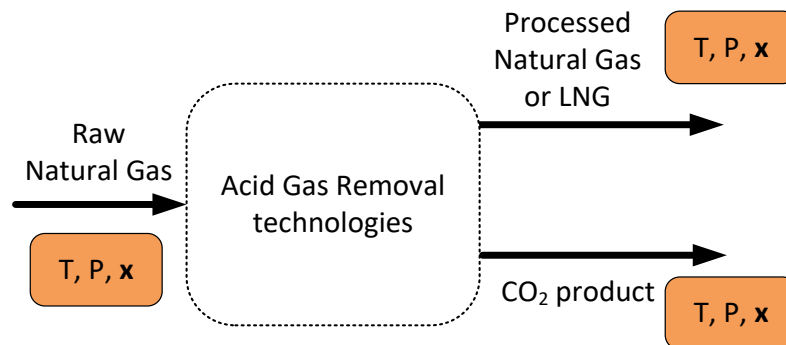 Raw
Natural Gas
T, P, x
Acid Gas Removal
technologies
Processed
Natural Gas
or LNG
T, P, x
CO₂ product
T, P, x